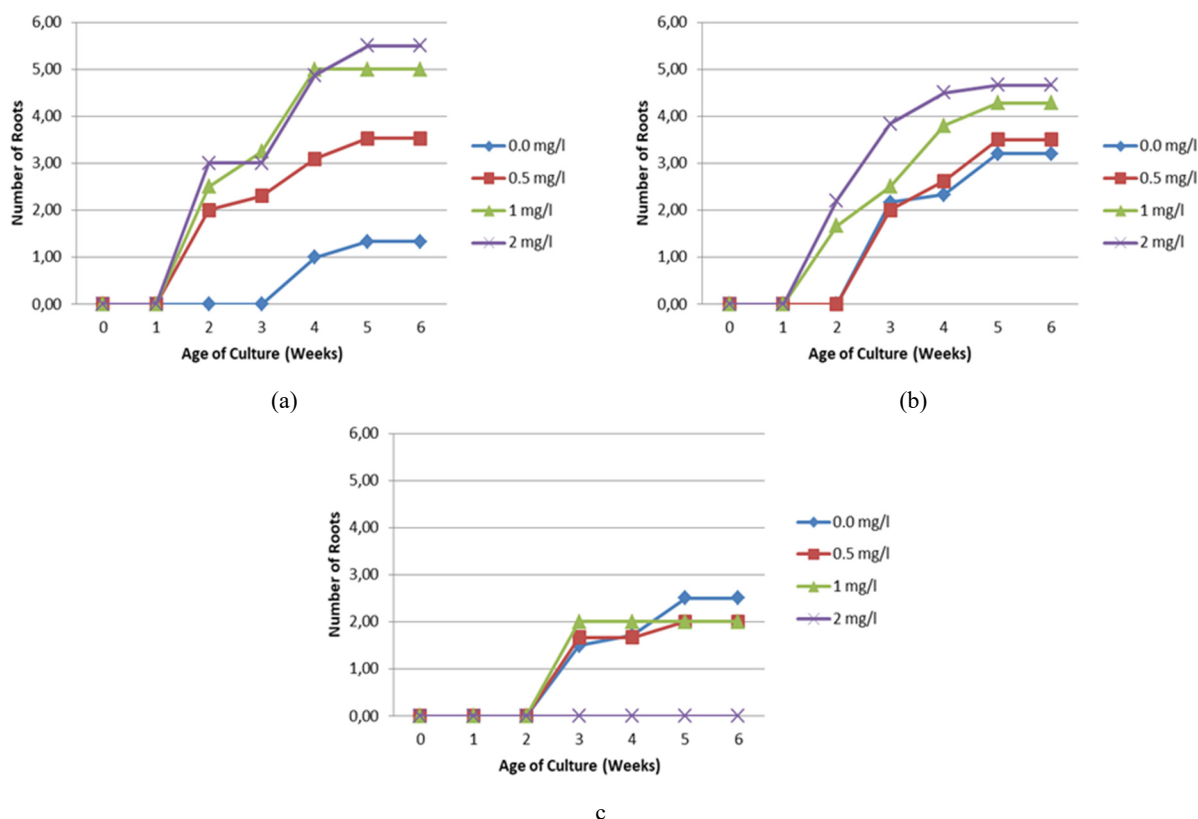 6,00
5,00
4,00
3,00
2,00
1,00
0,00
Number of Roots
0 1 2 3 4 5 6
Age of Culture (Weeks)
0.0 mg/l
0.5 mg/l
1 mg/l
2 mg/l
(a)
6,00
5,00
4,00
3,00
2,00
1,00
0,00
Number of Roots
0 1 2 3 4 5 6
Age of Culture (Weeks)
0.0 mg/l
0.5 mg/l
1 mg/l
2 mg/l
(b)
6,00
5,00
4,00
3,00
2,00
1,00
0,00
Number of Roots
0 1 2 3 4 5 6
Age of Culture (Weeks)
0.0 mg/l
0.5 mg/l
1 mg/l
2 mg/l
c